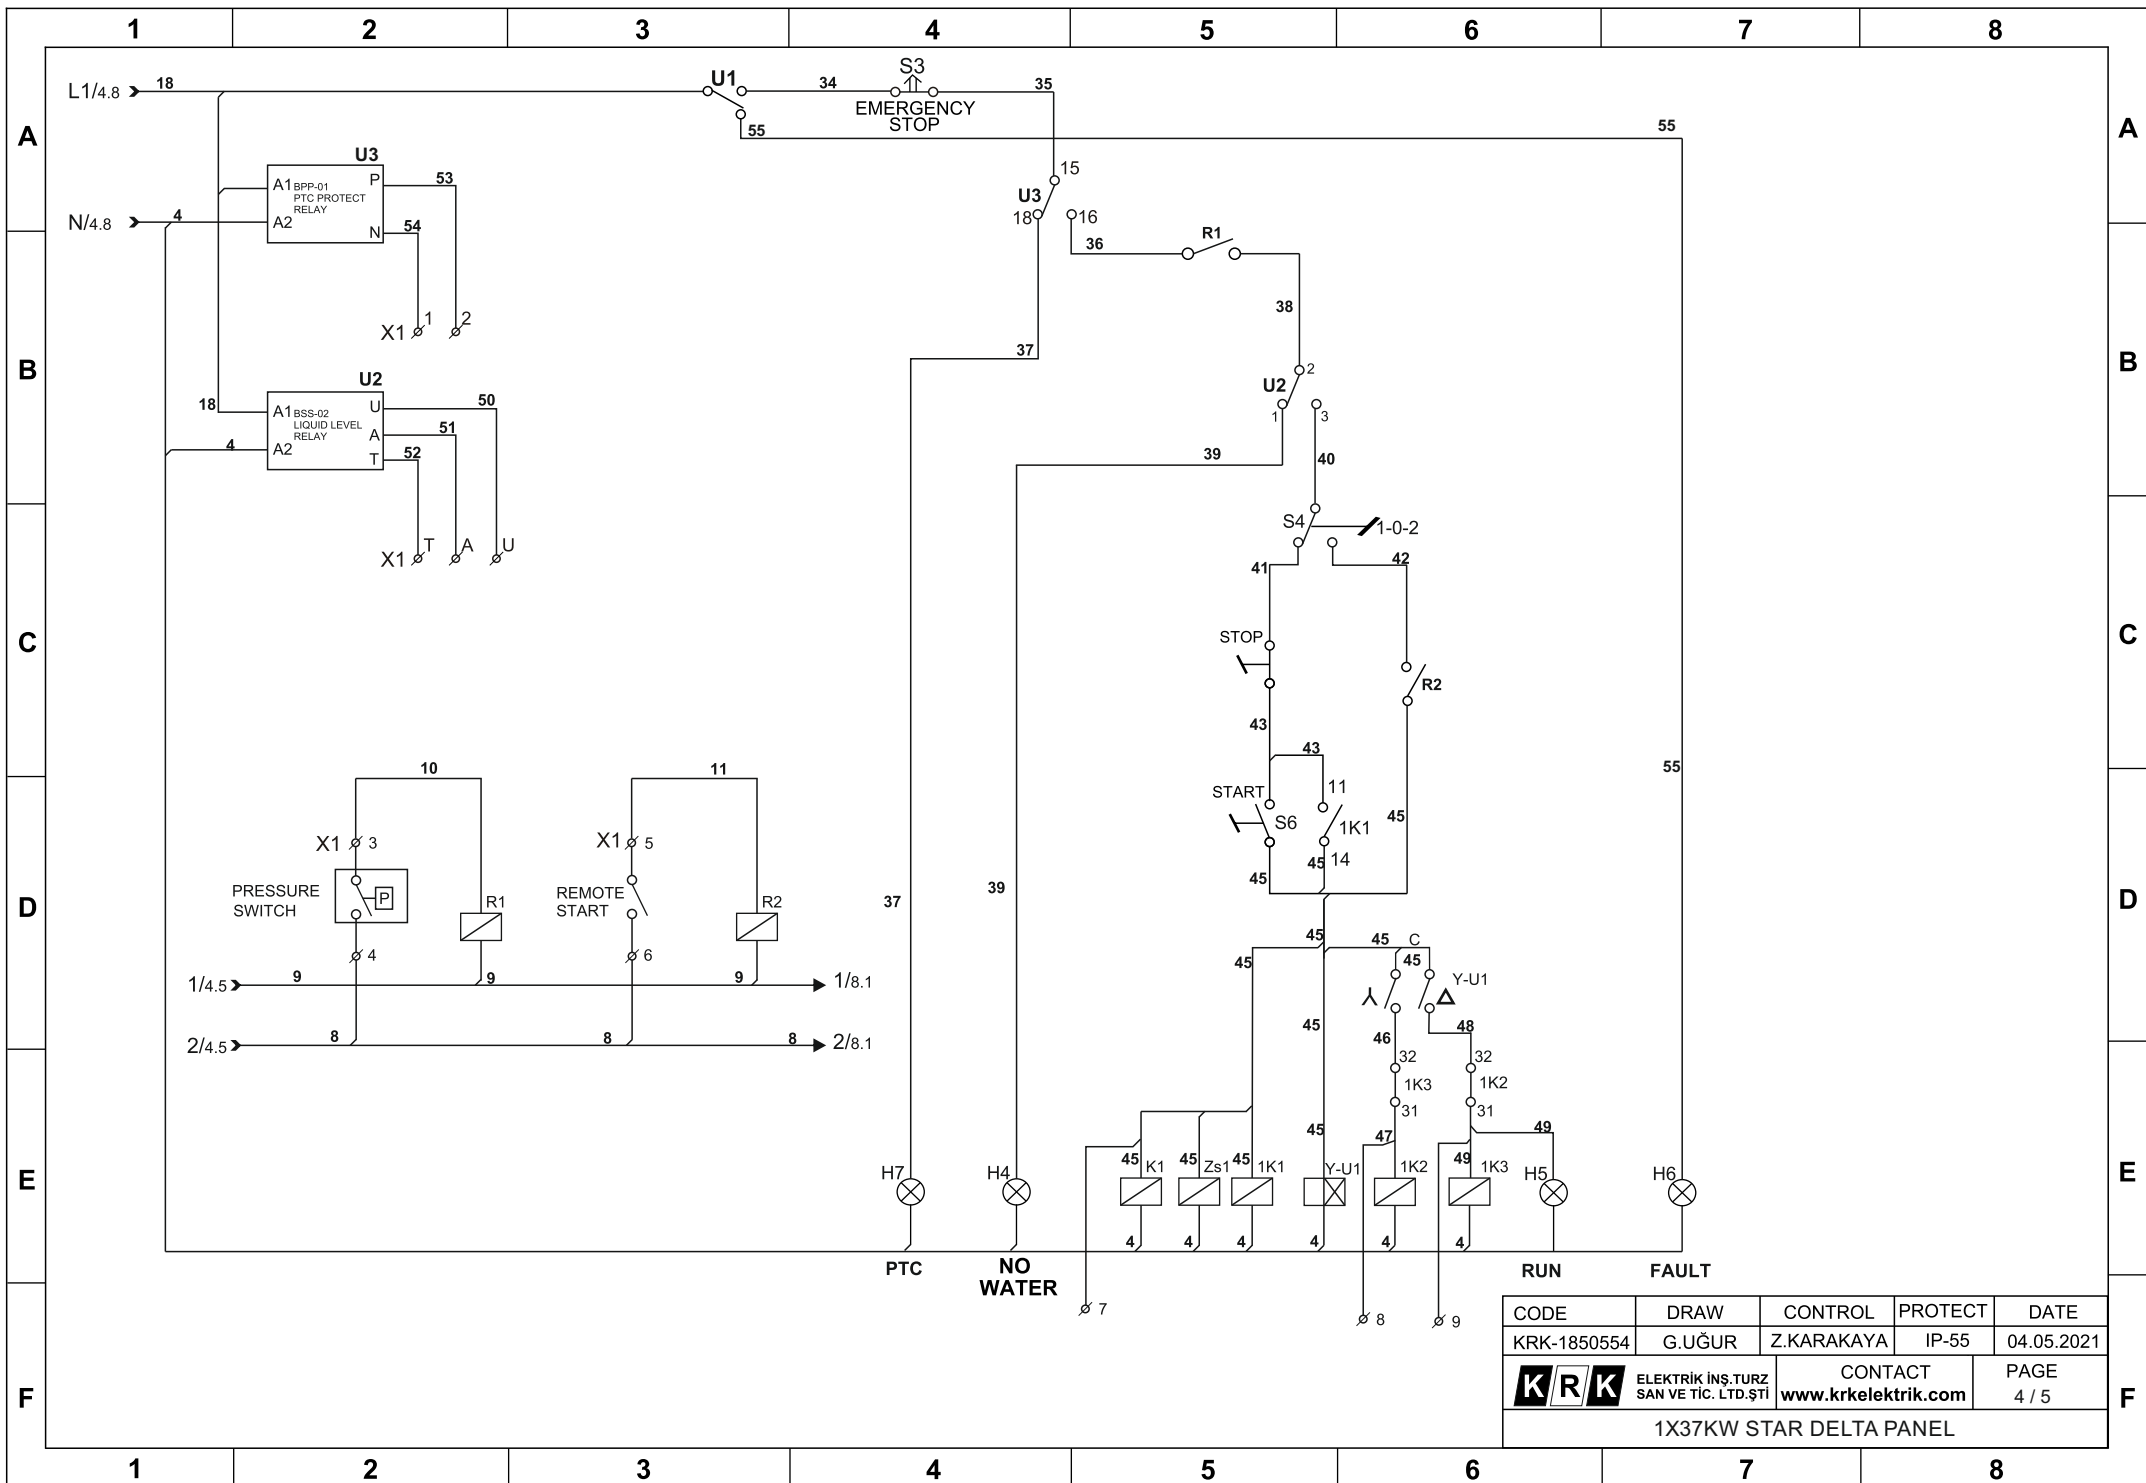 1 2 3 4 5 6 7 8
A A
B B
C C
D D
E E
F F
L1/4.8
18
U1
34
S3
EMERGENCY
STOP
35
55
55
U3
A1 BPP-01
PTC PROTECT
RELAY
P
53
N/4.8
4
A2
N
54
15
U3
18
16
36
R1
X1
1
2
38
37
U2
18
A1 BSS-02
LIQUID LEVEL
RELAY
U
50
A
51
4
A2
T
52
2
U2
1
3
39
40
X1
T
A
U
S4
1-0-2
41
42
STOP
R2
43
43
10
11
55
START
S6
11
1K1
14
45
45
45
X1
3
X1
5
PRESSURE
SWITCH
P
R1
REMOTE
START
R2
37
39
4
6
45
45
C
45
45
Y-U1
1/4.5
9
9
9
1/8.1
2/4.5
8
8
8
2/8.1
45
46
48
32
1K3
31
32
1K2
31
47
49
45
H7
H4
45
K1
45
Zs1
45
1K1
Y-U1
1K2
49
1K3
H5
H6
4
4
4
4
4
4
PTC
NO
WATER
RUN
FAULT
7
8
9
CODE DRAW CONTROL PROTECT DATE
KRK-1850554 G.UĞUR Z.KARAKAYA IP-55 04.05.2021
KRK
ELEKTRİK İNŞ.TURZ
SAN VE TİC. LTD.ŞTİ
CONTACT
www.krkelektrik.com
PAGE
4 / 5
1X37KW STAR DELTA PANEL
1 2 3 4 5 6 7 8